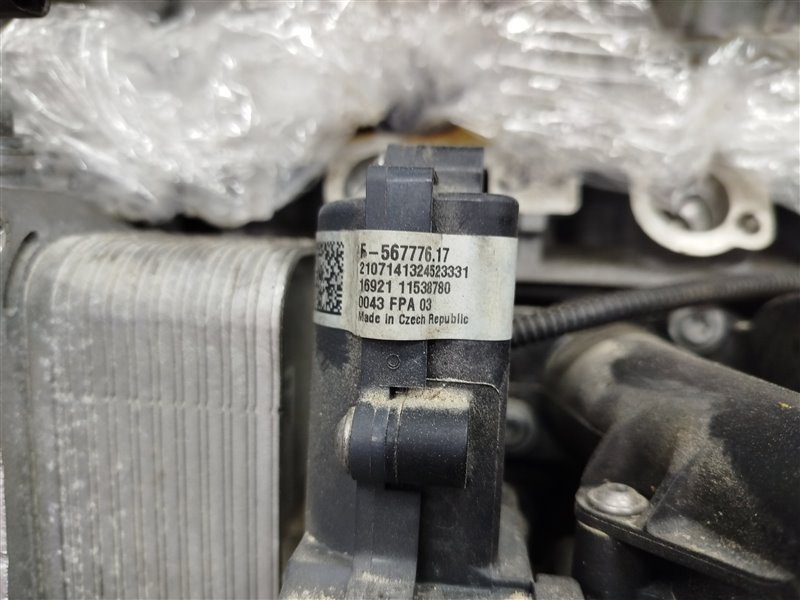 F-567776.17
2107141324523331
16921 11538780
0043 FPA 03
Made in Czech Republic